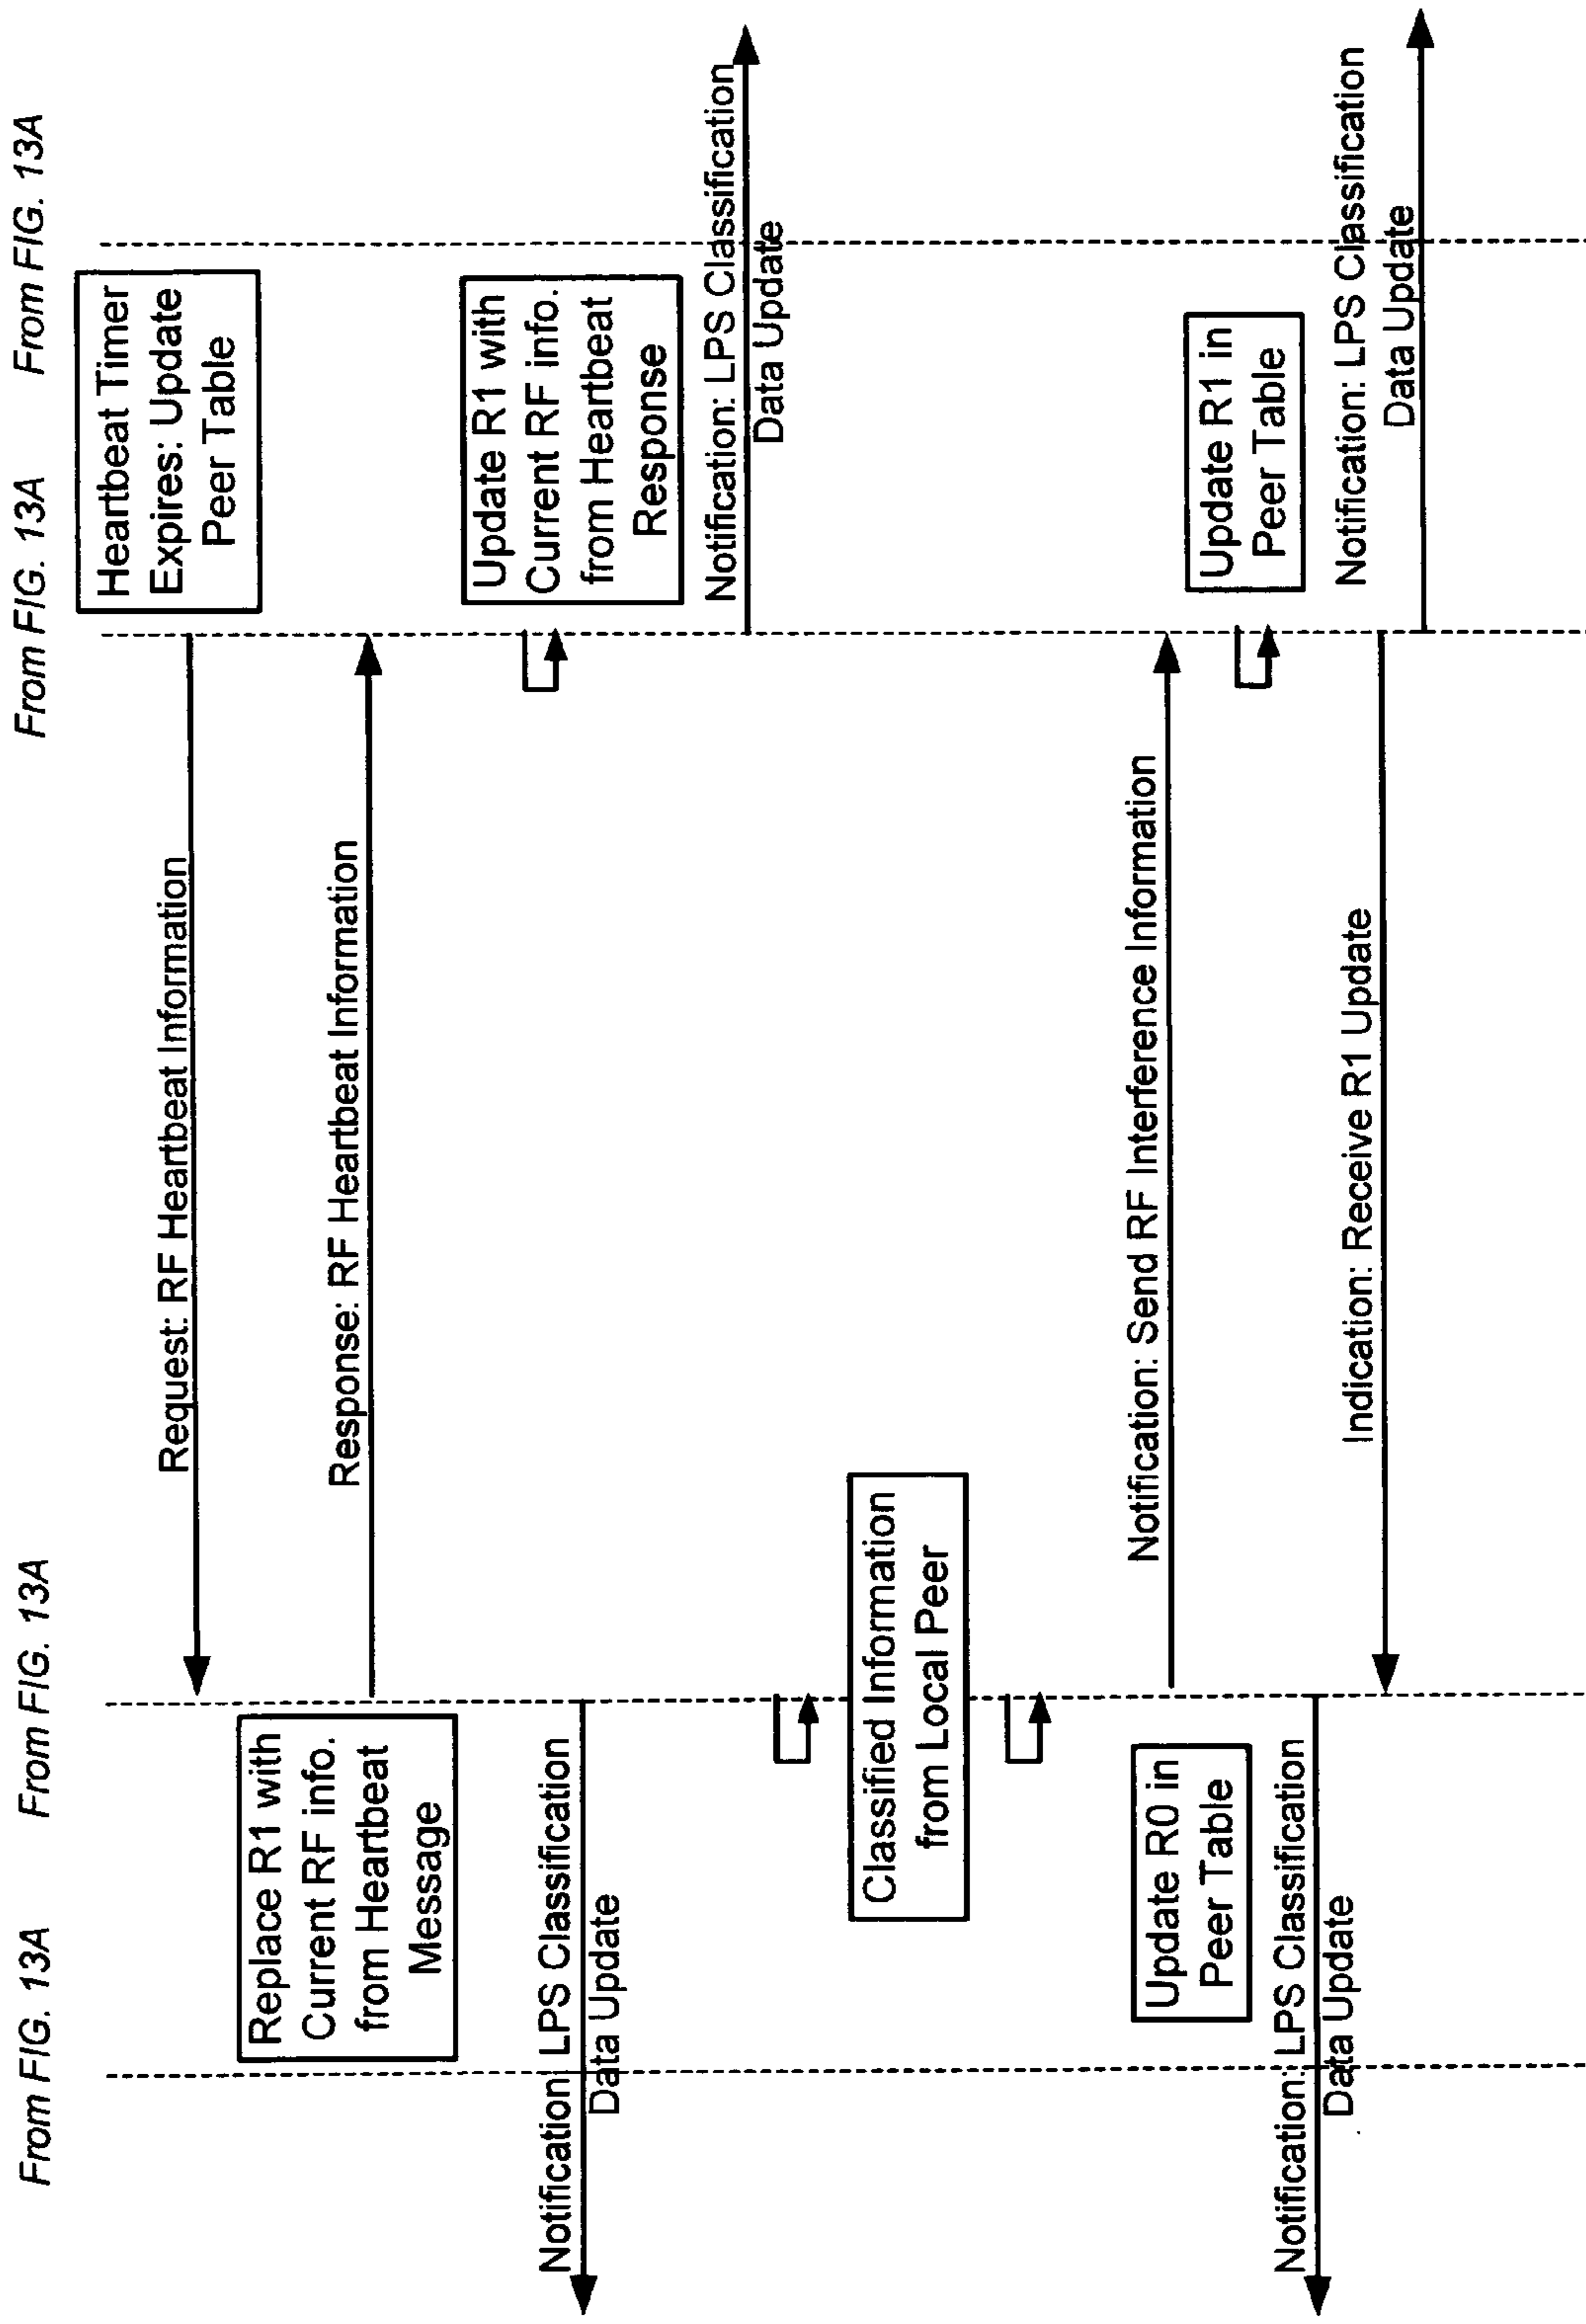 From FIG. 13A
From FIG. 13A
From FIG. 13A
From FIG. 13A
Heartbeat Timer
Expires: Update
Peer Table
Request: RF Heartbeat Information
Replace R1 with
Current RF info.
from Heartbeat
Message
Response: RF Heartbeat Information
Update R1 with
Current RF info.
from Heartbeat
Response
Notification: LPS Classification
Data Update
Notification: LPS Classification
Data Update
Classified Information
from Local Peer
Notification: Send RF Interference Information
Update R0 in
Peer Table
Update R1 in
Peer Table
Notification: LPS Classification
Data Update
Indication: Receive R1 Update
Notification: LPS Classification
Data Update